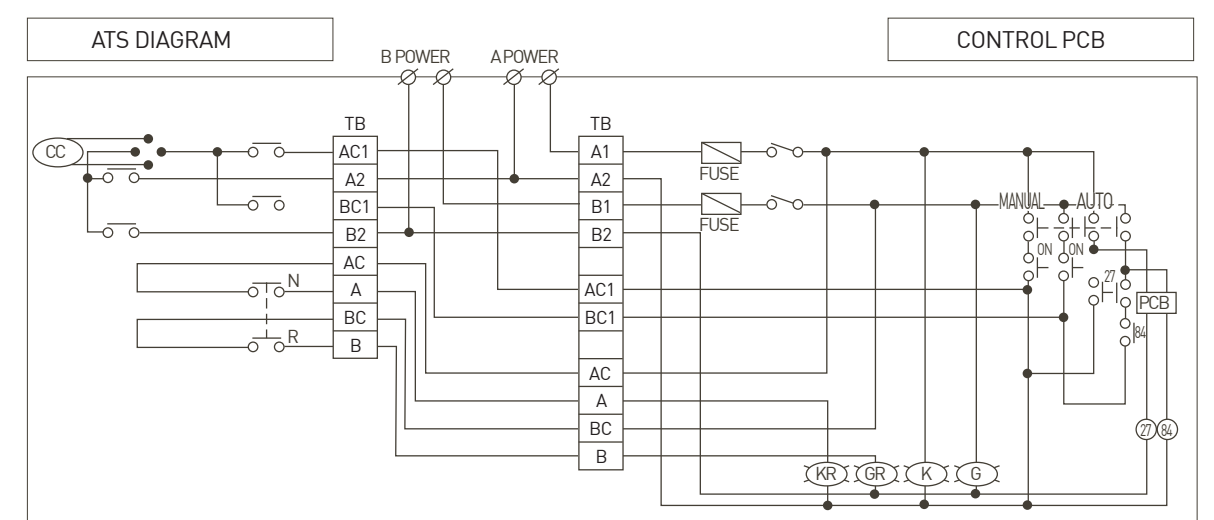 ATS DIAGRAM
CONTROL PCB
B POWER
A POWER
TB
TB
CC
AC1
A2
BC1
B2
AC
A
BC
B
N
R
A1
A2
B1
B2
AC1
BC1
AC
A
BC
B
FUSE
FUSE
MANUAL
AUTO
ON
ON
27
PCB
84
27
84
KR
GR
K
G